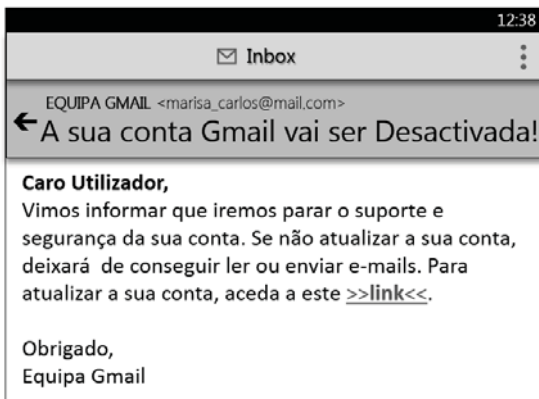 12:38
Inbox
EQUIPA GMAIL <marisa_carlos@mail.com>
A sua conta Gmail vai ser Desactivada!
Caro Utilizador,
Vimos informar que iremos parar o suporte e
segurança da sua conta. Se não atualizar a sua conta,
deixará de conseguir ler ou enviar e-mails. Para
atualizar a sua conta, aceda a este >>link<<.
Obrigado,
Equipa Gmail